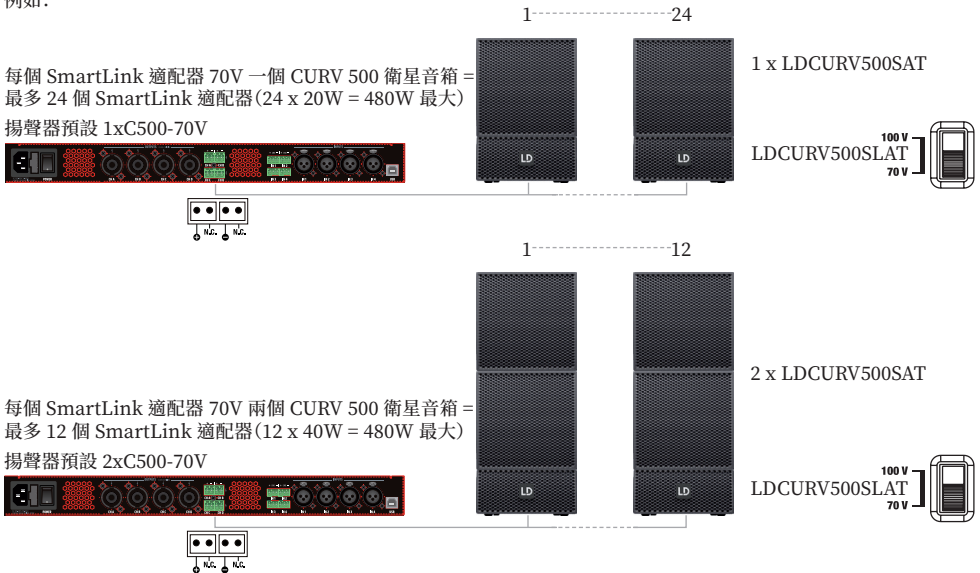 例如：
1 24
每個 SmartLink 適配器 70V 一個 CURV 500 衛星音箱 =
最多 24 個 SmartLink 適配器（24 x 20W = 480W 最大）
揚聲器預設 1xC500-70V
1 x LDCURV500SAT
LD LD
LDCURV500SLAT
100 V
70 V
N.C. N.C.
1 12
每個 SmartLink 適配器 70V 兩個 CURV 500 衛星音箱 =
最多 12 個 SmartLink 適配器（12 x 40W = 480W 最大）
揚聲器預設 2xC500-70V
2 x LDCURV500SAT
LD LD
LDCURV500SLAT
100 V
70 V
N.C. N.C.